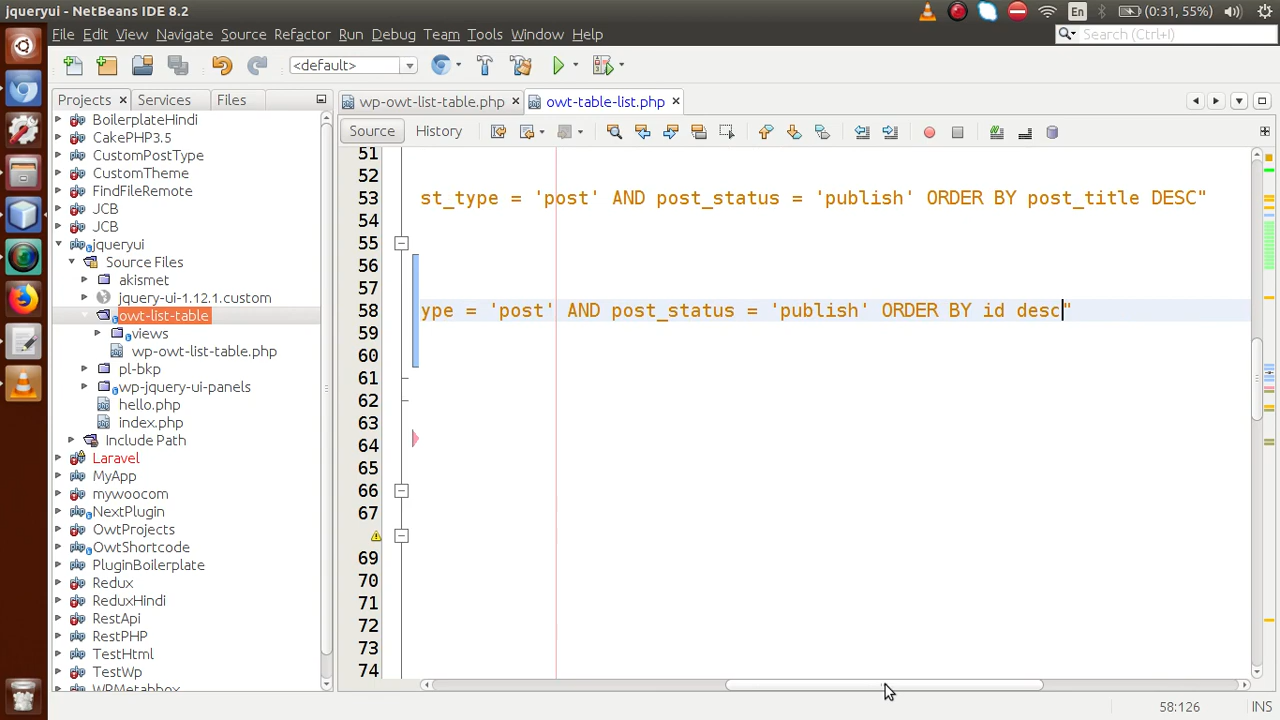 jqueryui - NetBeans IDE 8.2
En
(0:31, 55%)
File Edit View Navigate Source Refactor Run Debug Team Tools Window Help
Search (Ctrl+I)
<default>
Projects
Services
Files
wp-owt-list-table.php
owt-table-list.php
Source
History
BoilerplateHindi
CakePHP3.5
CustomPostType
CustomTheme
FindFileRemote
JCB
JCB
jqueryui
Source Files
akismet
jquery-ui-1.12.1.custom
owt-list-table
views
wp-owt-list-table.php
pl-bkp
wp-jquery-ui-panels
hello.php
index.php
Include Path
Laravel
MyApp
mywoocom
NextPlugin
OwtProjects
OwtShortcode
PluginBoilerplate
Redux
ReduxHindi
RestApi
RestPHP
TestHtml
TestWp
WPMetabbox
51
52
53 st_type = 'post' AND post_status = 'publish' ORDER BY post_title DESC"
54
55
56
57
58 ype = 'post' AND post_status = 'publish' ORDER BY id desc"
59
60
61
62
63
64
65
66
67
69
70
71
72
73
74
58:126
INS